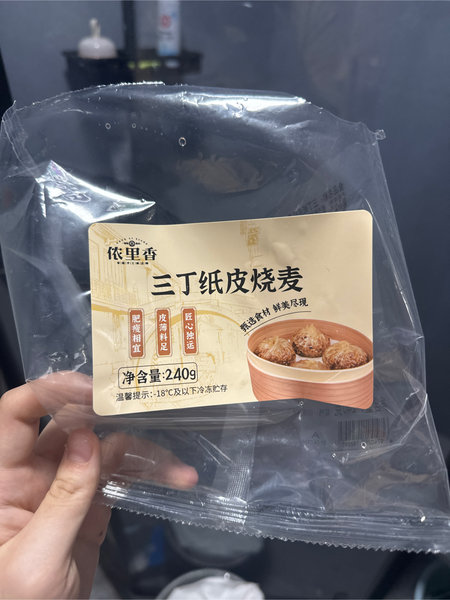 侬里香
三丁纸皮烧麦
肥瘦相宜
皮薄料足
匠心独运
甄选食材 鲜美尽现
净含量:240g
温馨提示:-18℃及以下冷冻贮存